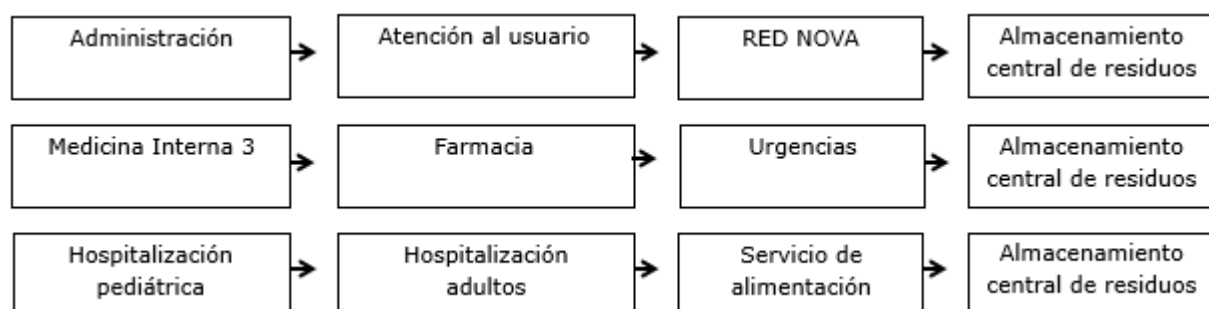 Administración
Atención al usuario
RED NOVA
Almacenamiento
central de residuos
Medicina Interna 3
Farmacia
Urgencias
Almacenamiento
central de residuos
Hospitalización
pediátrica
Hospitalización
adultos
Servicio de
alimentación
Almacenamiento
central de residuos